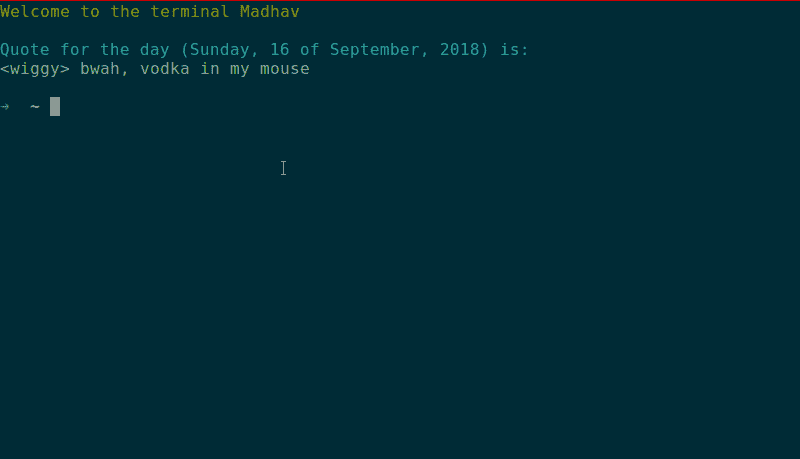 Welcome to the terminal Madhav
Quote for the day (Sunday, 16 of September, 2018) is:
<wiggy> bwah, vodka in my mouse
→ ~